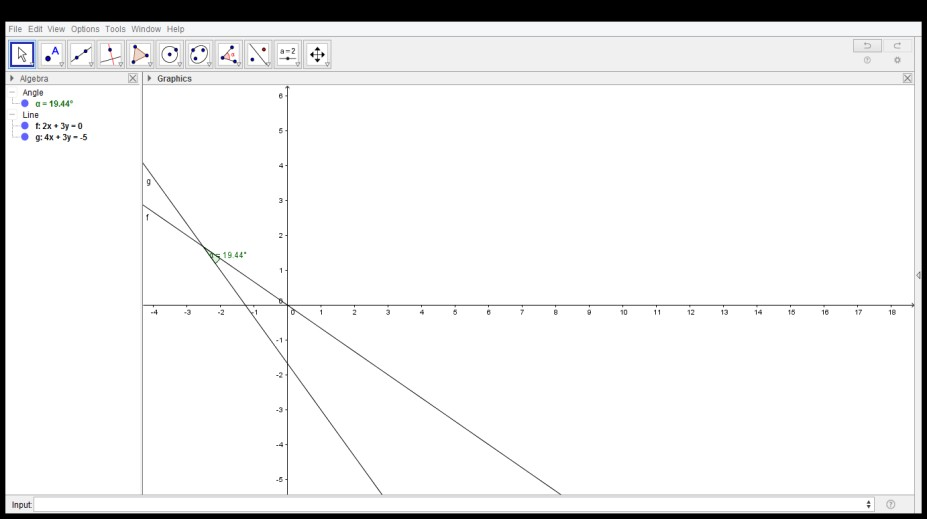 File Edit View Options Tools Window Help
A
a=2
Algebra
Graphics
Angle
α = 19.44°
Line
f: 2x + 3y = 0
g: 4x + 3y = -5
6
5
4
g
3
f
2
= 19.44°
1
0
-4 -3 -2 -1 0 1 2 3 4 5 6 7 8 9 10 11 12 13 14 15 16 17 18
-1
-2
-3
-4
-5
Input: